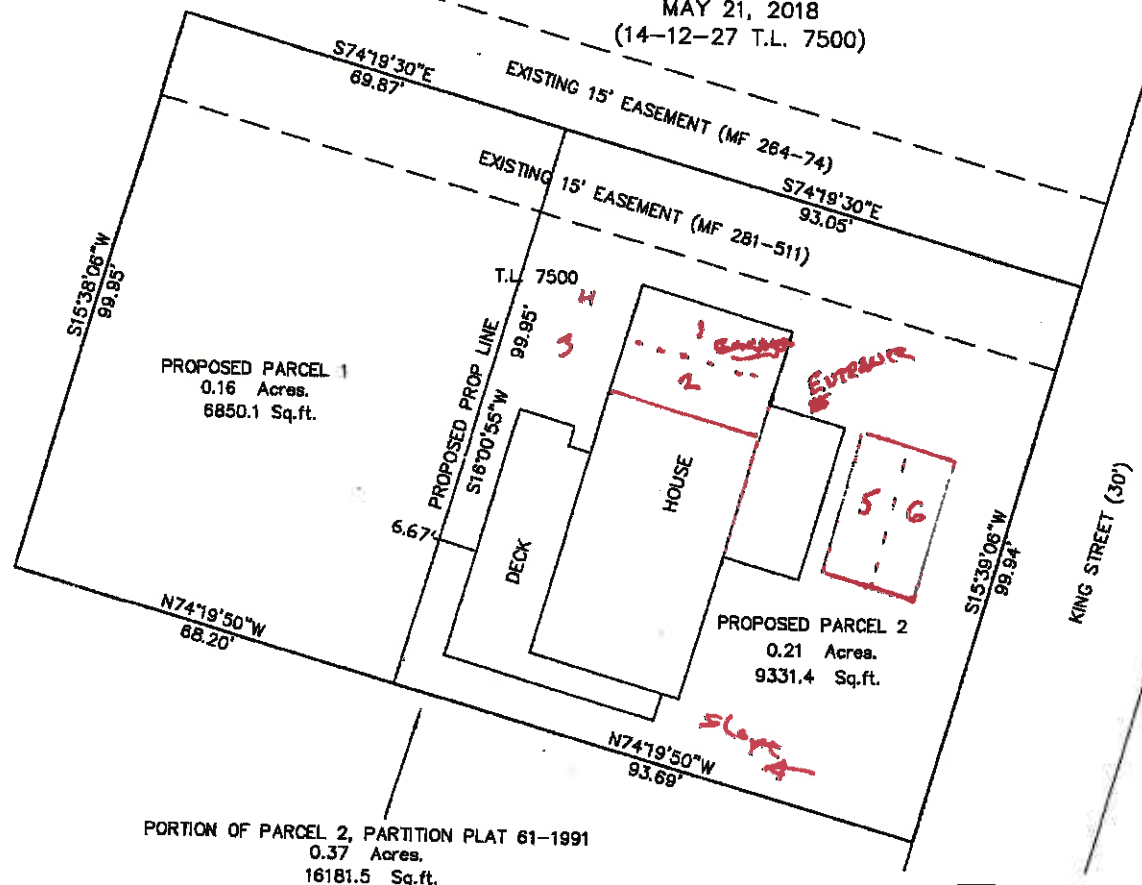 MAY 21, 2018
(14-12-27 T.L. 7500)
S74°19'30"E
69.87'
EXISTING 15' EASEMENT (MF 264-74)
S74°19'30"E
93.05'
EXISTING 15' EASEMENT (MF 281-511)
S15°38'06"W
99.95'
T.L. 7500
H
3
1
2
ENTRANCE
PROPOSED PROP LINE
S16°00'55"W
99.95'
PROPOSED PARCEL 1
0.16 Acres.
6850.1 Sq.ft.
HOUSE
5
6
6.67'
DECK
S15°39'06"W
99.94'
KING STREET (30')
N74°19'50"W
68.20'
PROPOSED PARCEL 2
0.21 Acres.
9331.4 Sq.ft.
Slope
N74°19'50"W
93.69'
PORTION OF PARCEL 2, PARTITION PLAT 61-1991
0.37 Acres.
16181.5 Sq.ft.